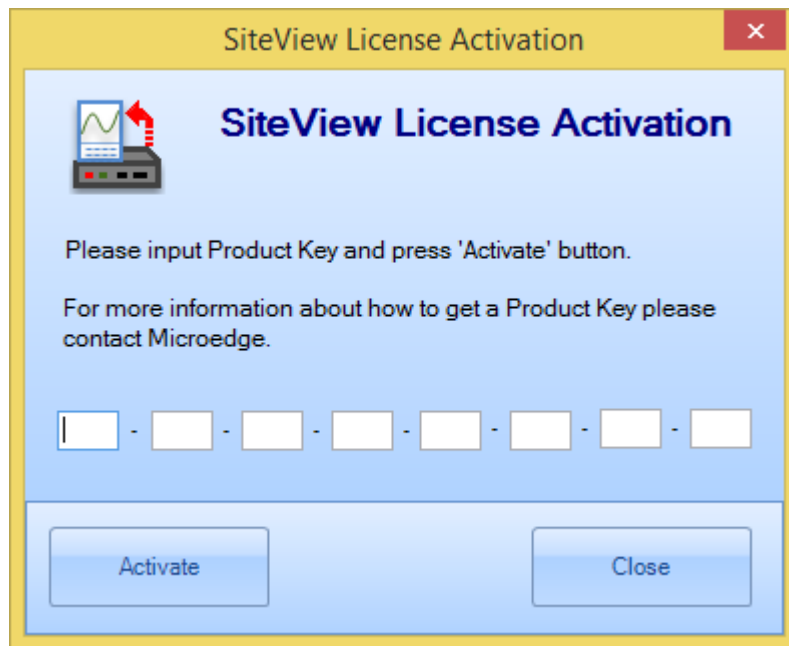 SiteView License Activation
SiteView License Activation
Please input Product Key and press 'Activate' button.
For more information about how to get a Product Key please
contact Microedge.
- - - - - - -
Activate
Close